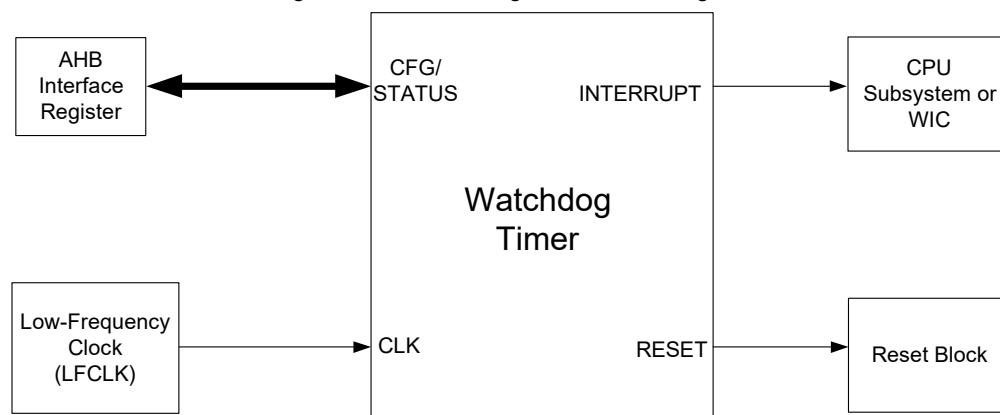 AHB
Interface
Register
CFG/
STATUS
INTERRUPT
CPU
Subsystem or
WIC
Watchdog
Timer
Low-Frequency
Clock
(LFCLK)
CLK
RESET
Reset Block